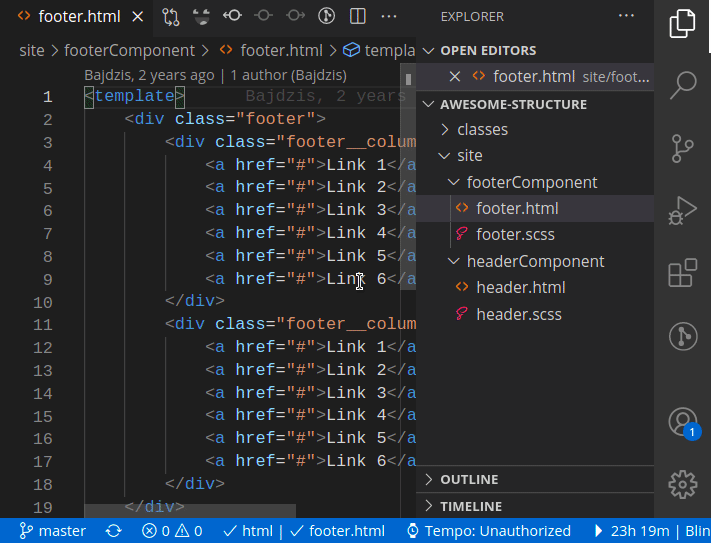 footer.html
site > footerComponent > footer.html > templa
Bajdzis, 2 years ago | 1 author (Bajdzis)
1 <template> Bajdzis, 2 years
2 <div class="footer">
3 <div class="footer__colum
4 <a href="#">Link 1</a
5 <a href="#">Link 2</a
6 <a href="#">Link 3</a
7 <a href="#">Link 4</a
8 <a href="#">Link 5</a
9 <a href="#">Link 6</a
10 </div>
11 <div class="footer__colum
12 <a href="#">Link 1</a
13 <a href="#">Link 2</a
14 <a href="#">Link 3</a
15 <a href="#">Link 4</a
16 <a href="#">Link 5</a
17 <a href="#">Link 6</a
18 </div>
19 </div>
EXPLORER ...
OPEN EDITORS
footer.html site/foot...
AWESOME-STRUCTURE
classes
site
footerComponent
footer.html
footer.scss
headerComponent
header.html
header.scss
OUTLINE
TIMELINE
1
master 0 0 html | footer.html Tempo: Unauthorized 23h 19m | Blin